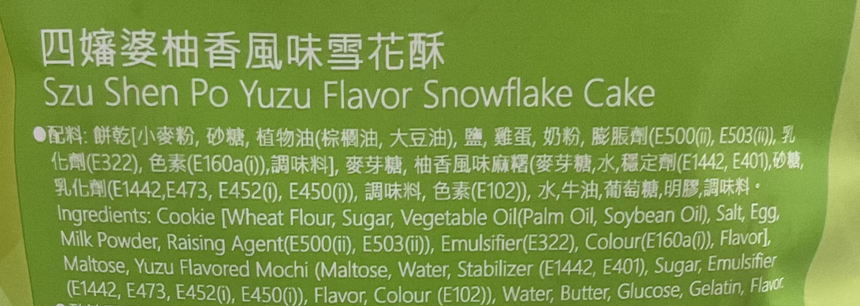 四嬸婆柚香風味雪花酥
Szu Shen Po Yuzu Flavor Snowflake Cake
●配料: 餅乾[小麥粉, 砂糖, 植物油(棕櫚油, 大豆油), 鹽, 雞蛋, 奶粉, 膨脹劑(E500(ii), E503(ii)), 乳
化劑(E322), 色素(E160a(i)),調味料], 麥芽糖, 柚香風味麻糬(麥芽糖,水,穩定劑(E1442, E401),砂糖,
乳化劑(E1442,E473, E452(i), E450(i)), 調味料, 色素(E102)), 水,牛油,葡萄糖,明膠,調味料。
Ingredients: Cookie [Wheat Flour, Sugar, Vegetable Oil(Palm Oil, Soybean Oil), Salt, Egg,
Milk Powder, Raising Agent(E500(ii), E503(ii)), Emulsifier(E322), Colour(E160a(i)), Flavor],
Maltose, Yuzu Flavored Mochi (Maltose, Water, Stabilizer (E1442, E401), Sugar, Emulsifier
(E1442, E473, E452(i), E450(i)), Flavor, Colour (E102)), Water, Butter, Glucose, Gelatin, Flavor.